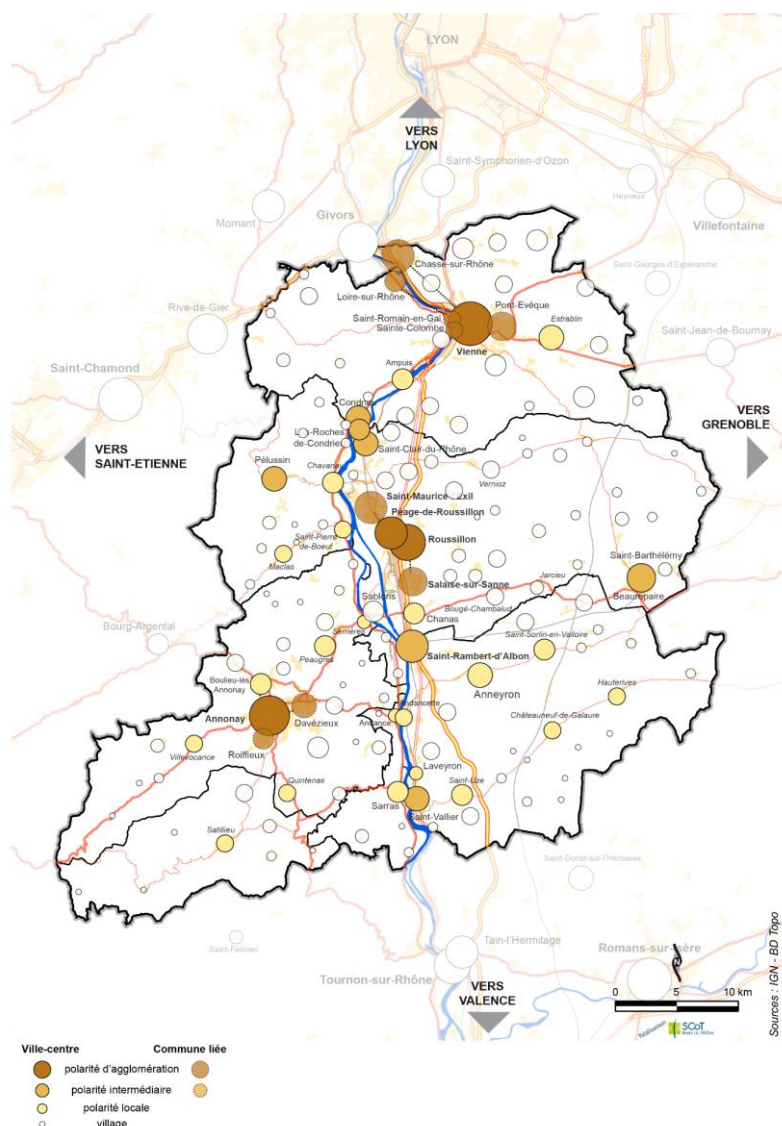 LYON
VERS
LYON
Saint-Symphorien-d'Ozon
Heyrieux
Mornant
Villefontaine
Givors
Chasse-sur-Rhône
Saint-Georges-d'Espéranche
Loire-sur-Rhône
Rive-de-Gier
Pont-Evêque
Saint-Romain-en-Gal
Estrablin
Sainte-Colombe
Saint-Jean-de-Bournay
Vienne
Saint-Chamond
Ampuis
VERS
GRENOBLE
Condrieu
Les-Roches
de-Condrieu
VERS
SAINT-ETIENNE
Saint-Clair-du-Rhône
Pélussin
Chavanay
Vernioz
Saint-Maurice-l'Exil
Péage-de-Roussillon
Saint-Pierre
de-Boeuf
Roussillon
Maclas
Saint-Barthélémy
Salaise-sur-Sanne
Jarcieu
Sablons
Beaurepaire
Bougé-Chambalud
Chanas
Bourg-Argental
Serrières
Saint-Sorlin-en-Valloire
Peaugres
Saint-Rambert-d'Albon
Boulieu-lès
Annonay
Anneyron
Hauterives
Annonay
Davézieux
Andance
Andancette
Châteauneuf-de-Galaure
Roiffieux
Villevocance
Laveyron
Quintenas
Saint-Uze
Sarras
Saint-Vallier
Satillieu
Saint-Donat-sur-l'Herbasse
Saint-Félicien
Tain-l'Hermitage
Romans-sur-Isère
Tournon-sur-Rhône
N
VERS
VALENCE
0 5 10 km
Réalisation
SCoT
Sources : IGN - BD Topo
Ville-centre Commune liée
polarité d'agglomération
polarité intermédiaire
polarité locale
village